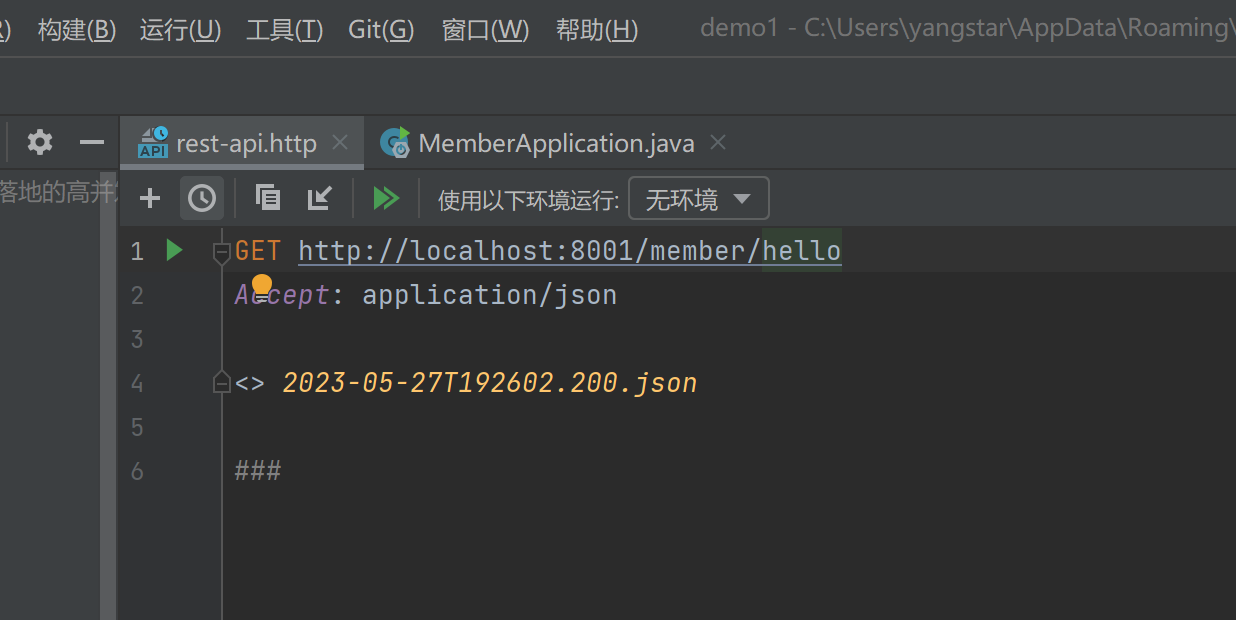 R) 构建(B) 运行(U) 工具(T) Git(G) 窗口(W) 帮助(H) demo1 - C:\Users\yangstar\AppData\Roaming\
rest-api.http MemberApplication.java
API
落地的高并
使用以下环境运行: 无环境
1 GET http://localhost:8001/member/hello
2 Accept: application/json
3
4 <> 2023-05-27T192602.200.json
5
6 ###